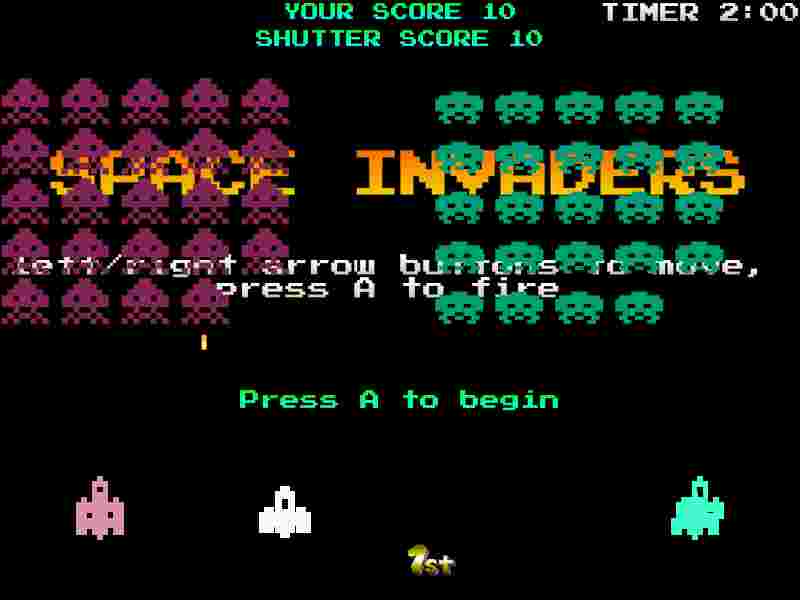 YOUR SCORE 10
TIMER 2:00
SHUTTER SCORE 10
SPACE INVADERS
Left/right arrow buttons to move,
press A to fire
Press A to begin
1st